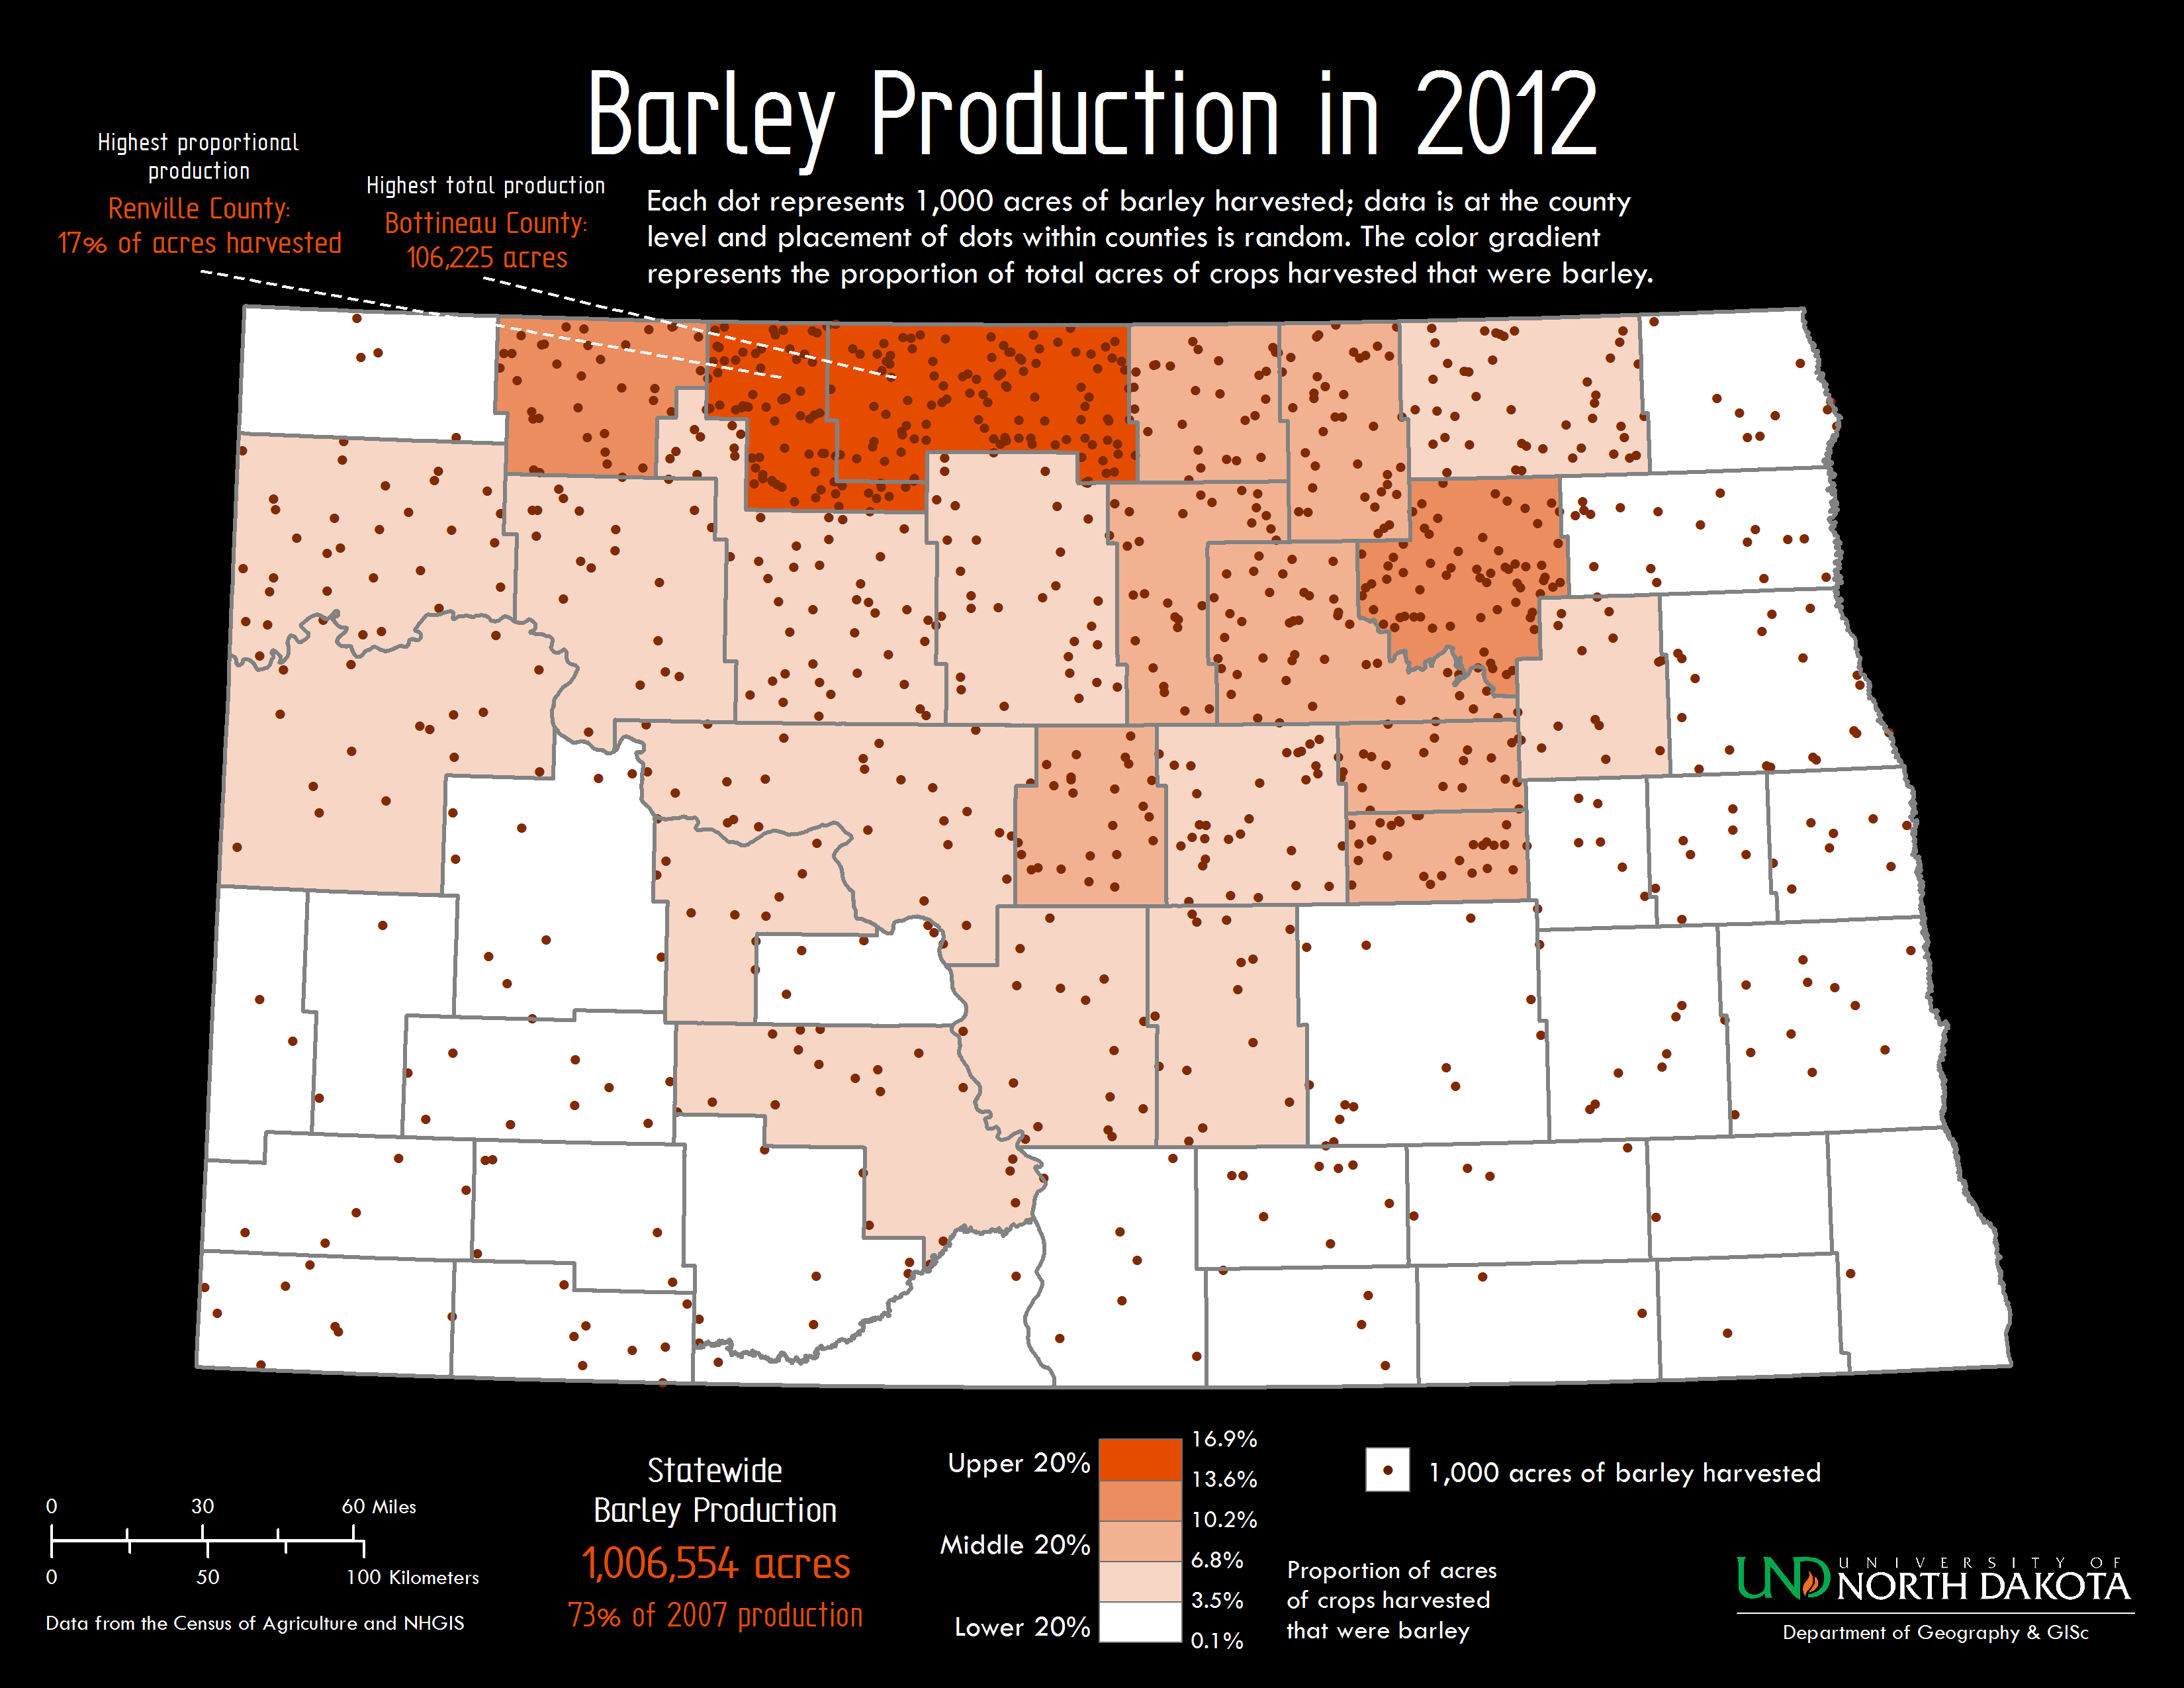 Barley Production in 2012
Each dot represents 1,000 acres of barley harvested; data is at the county
level and placement of dots within counties is random. The color gradient
represents the proportion of total acres of crops harvested that were barley.
Highest proportional
production
Renville County:
17% of acres harvested
Highest total production
Bottineau County:
106,225 acres
0 30 60 Miles
0 50 100 Kilometers
Data from the Census of Agriculture and NHGIS
Statewide
Barley Production
1,006,554 acres
73% of 2007 production
Upper 20%
Middle 20%
Lower 20%
16.9%
13.6%
10.2%
6.8%
3.5%
0.1%
Proportion of acres
of crops harvested
that were barley
1,000 acres of barley harvested
UND UNIVERSITY OF
NORTH DAKOTA
Department of Geography & GISc